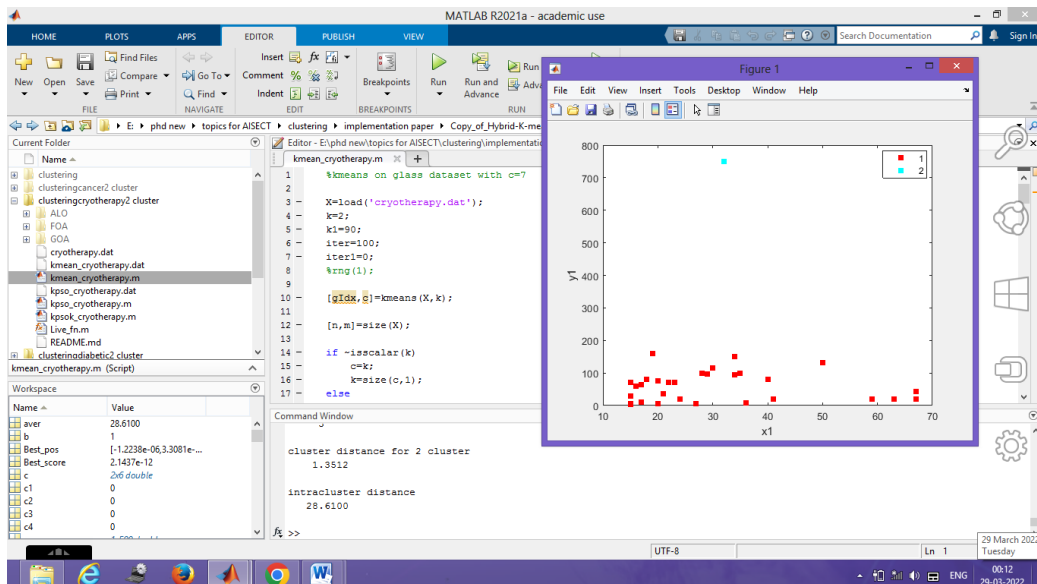 MATLAB R2021a - academic use
HOME PLOTS APPS EDITOR PUBLISH VIEW
Search Documentation
Sign In
New Open Save
Find Files
Compare
Print
Go To
Find
Insert
Comment
Indent
Breakpoints
Run
Run and
Advance
Run
FILE NAVIGATE EDIT BREAKPOINTS RUN
E: phd new topics for AISECT clustering implementation paper Copy_of_Hybrid-K-me
Current Folder
Name
clustering
clusteringcancer2 cluster
clusteringcryotherapy2 cluster
ALO
FOA
GOA
cryotherapy.dat
kmean_cryotherapy.dat
kmean_cryotherapy.m
kpso_cryotherapy.dat
kpso_cryotherapy.m
kpsok_cryotherapy.m
Live_fn.m
README.md
clusterinadiabetic2 cluster
kmean_cryotherapy.m (Script)
Workspace
Name Value
aver 28.6100
b 1
Best_pos [-1.2238e-06,3.3081e-...
Best_score 2.1437e-12
c 2x6 double
c1 0
c2 0
c3 0
c4 0
Editor - E:\phd new\topics for AISECT\clustering\implementatio
kmean_cryotherapy.m
1 %kmeans on glass dataset with c=7
2
3 - X=load('cryotherapy.dat');
4 - k=2;
5 - k1=90;
6 - iter=100;
7 - iter1=0;
8 %rng(1);
9
10 - [gIdx,c]=kmeans(X,k);
11
12 - [n,m]=size(X);
13
14 - if ~isscalar(k)
15 - c=k;
16 - k=size(c,1);
17 - else
Command Window
cluster distance for 2 cluster
1.3512
intracluster distance
28.6100
fx >>
Figure 1
File Edit View Insert Tools Desktop Window Help
800
700
600
500
400
300
200
100
0
y1
10 20 30 40 50 60 70
x1
1
2
UTF-8 Ln 1
29 March 2022
Tuesday
ENG
00:12
29-03-2022